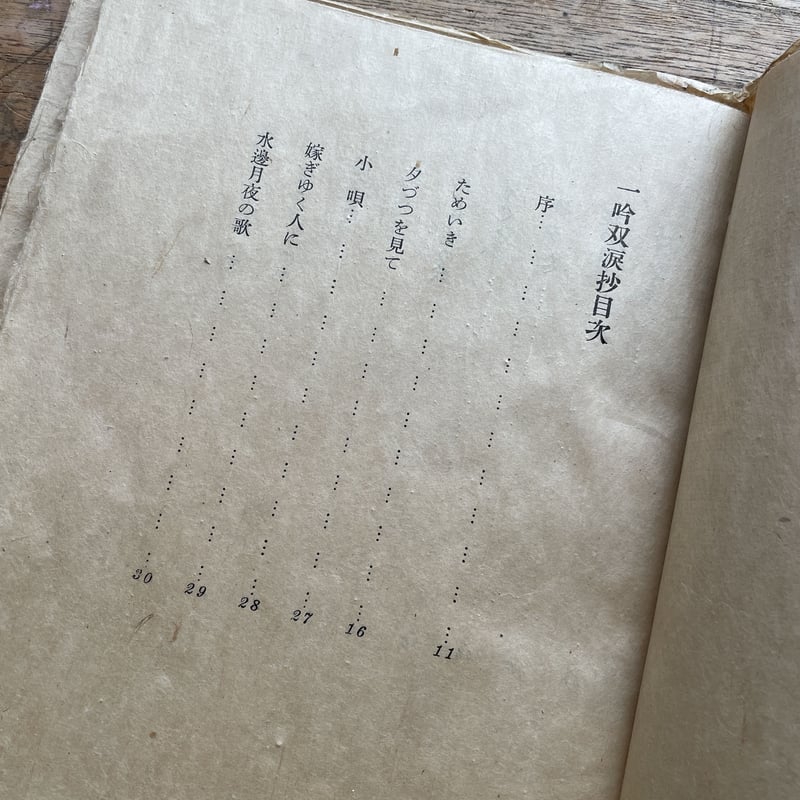 一吟双涙抄目次
序…………………………11
ためいき…………………………16
夕づつを見て…………………………27
小唄…………………………28
嫁ぎゆく人に…………………………29
水邊月夜の歌…………………………30